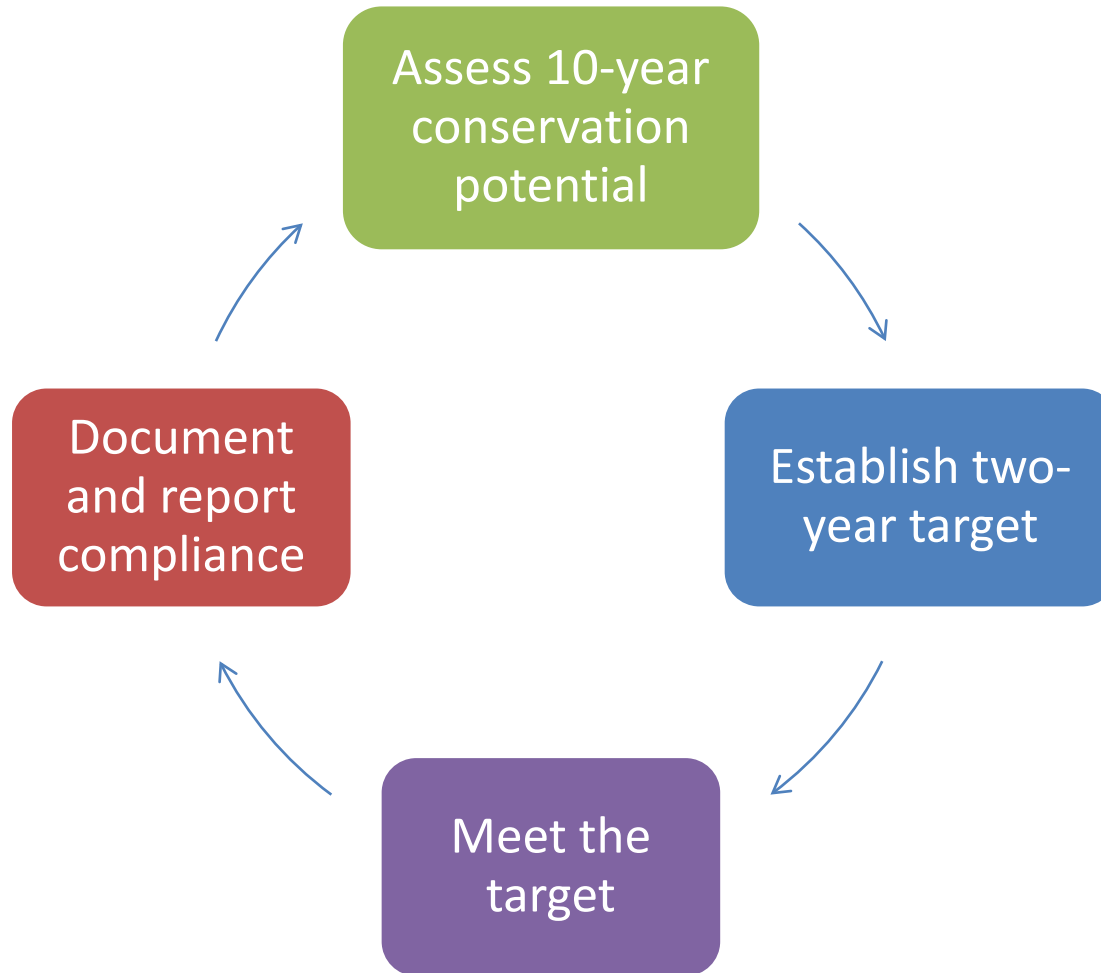 Assess 10-year
conservation
potential
Establish two-
year target
Meet the
target
Document
and report
compliance